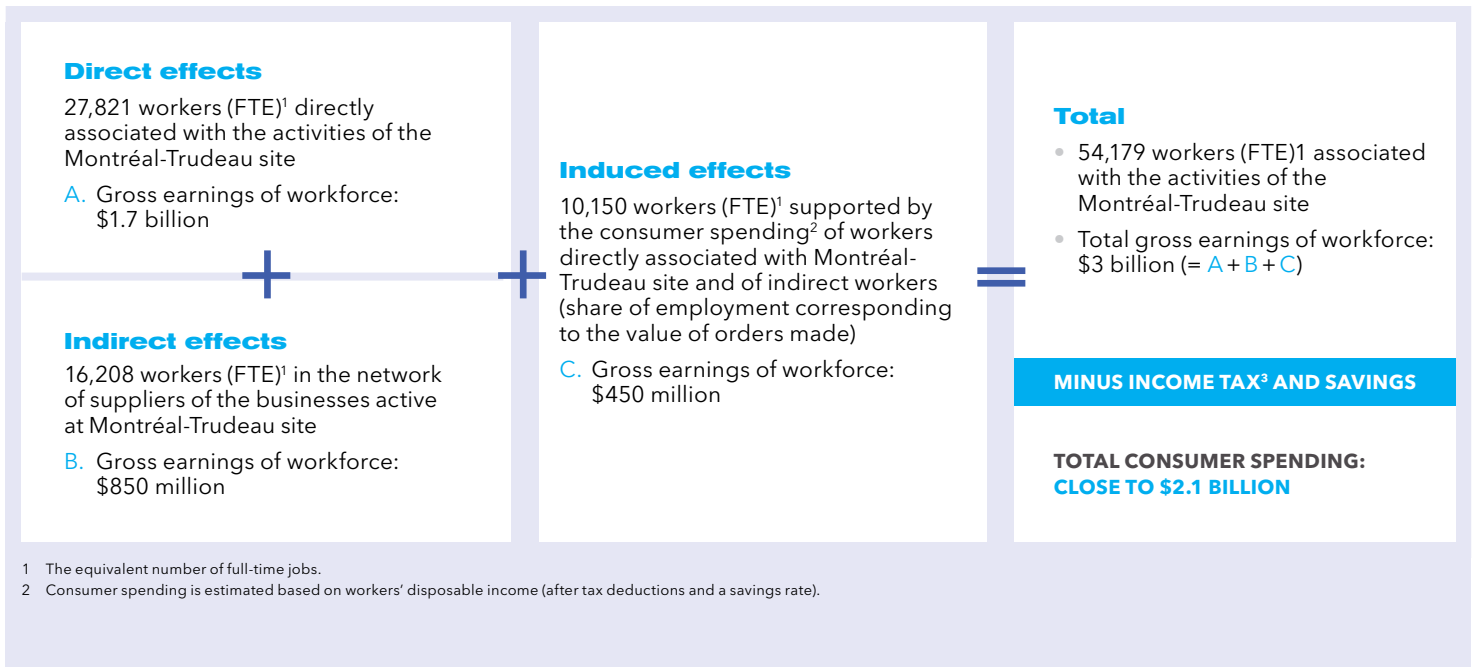 Direct effects
27,821 workers (FTE)¹ directly
associated with the activities of the
Montréal-Trudeau site
A. Gross earnings of workforce:
$1.7 billion
+
Indirect effects
16,208 workers (FTE)¹ in the network
of suppliers of the businesses active
at Montréal-Trudeau site
B. Gross earnings of workforce:
$850 million
+
Induced effects
10,150 workers (FTE)¹ supported by
the consumer spending² of workers
directly associated with Montréal-
Trudeau site and of indirect workers
(share of employment corresponding
to the value of orders made)
C. Gross earnings of workforce:
$450 million
=
Total
• 54,179 workers (FTE)1 associated
with the activities of the
Montréal-Trudeau site
• Total gross earnings of workforce:
$3 billion (= A + B + C)
MINUS INCOME TAX³ AND SAVINGS
TOTAL CONSUMER SPENDING:
CLOSE TO $2.1 BILLION
1 The equivalent number of full-time jobs.
2 Consumer spending is estimated based on workers' disposable income (after tax deductions and a savings rate).